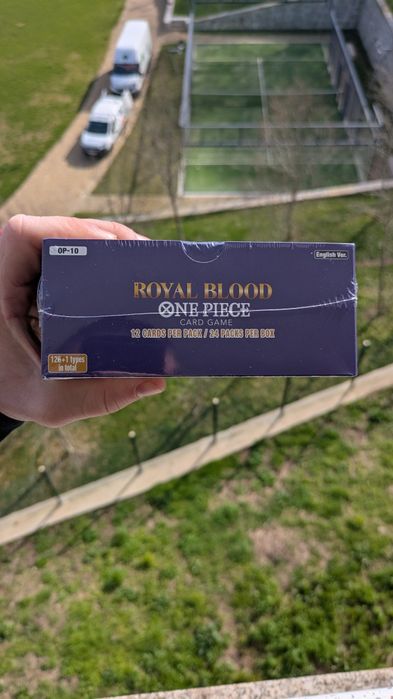 OP-10
English Ver.
ROYAL BLOOD
ONE PIECE
CARD GAME
12 CARDS PER PACK / 24 PACKS PER BOX
126+1 types
in total